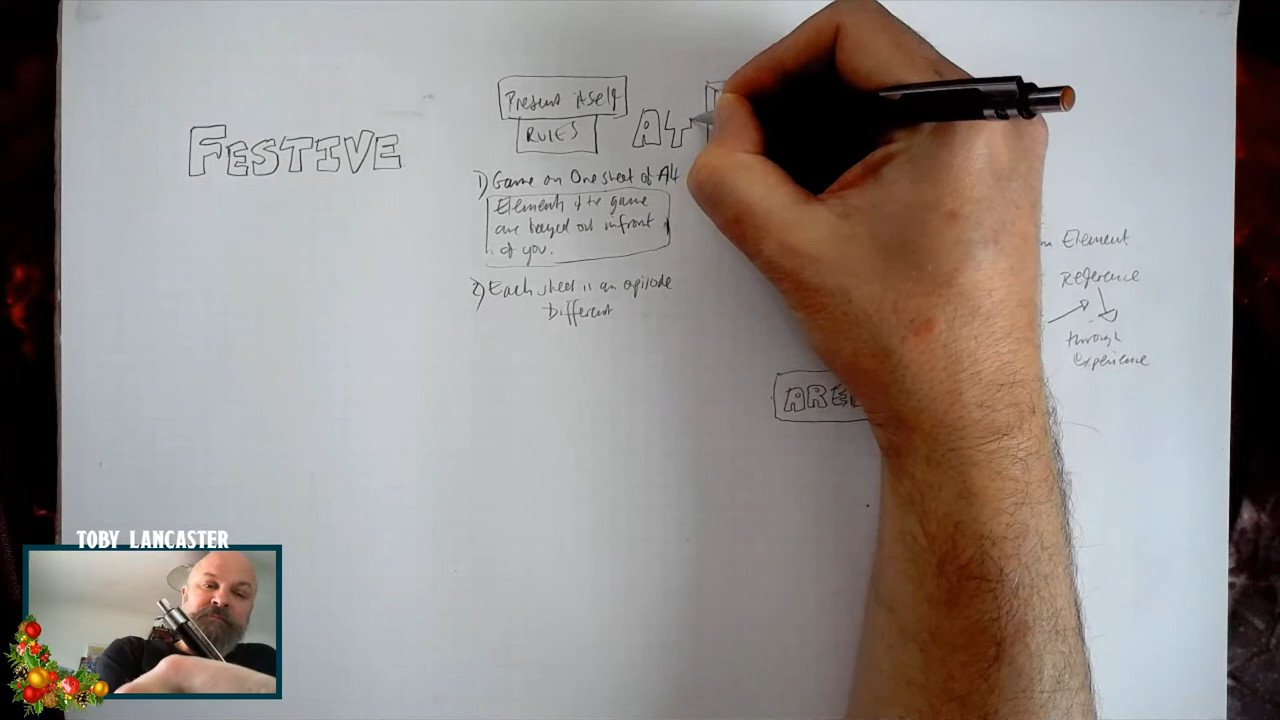 FESTIVE
Present itself
RULES
A4
1) Game on One sheet of A4
Elements of the game
are layed out infront
of you.
2) Each sheet is an episode
Different
Element
Reference
through
Experience
ARE
TOBY LANCASTER